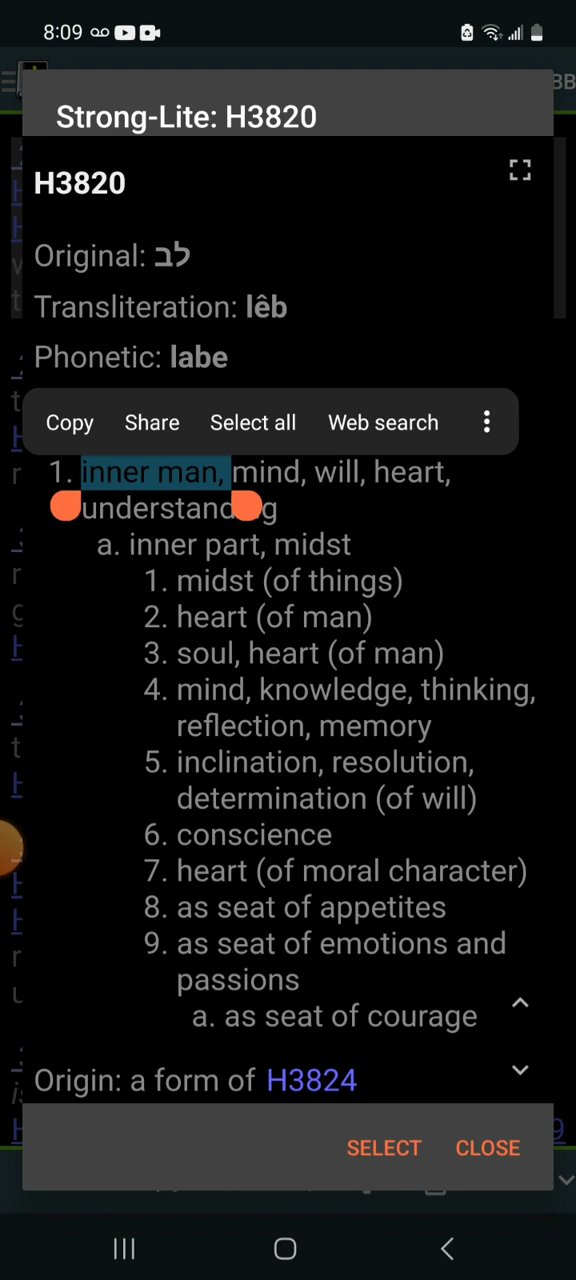 8:09
BB
Strong-Lite: H3820
H3820
Original: לב
Transliteration: lêb
Phonetic: labe
Copy Share Select all Web search
1. inner man, mind, will, heart,
understanding
a. inner part, midst
1. midst (of things)
2. heart (of man)
3. soul, heart (of man)
4. mind, knowledge, thinking,
reflection, memory
5. inclination, resolution,
determination (of will)
6. conscience
7. heart (of moral character)
8. as seat of appetites
9. as seat of emotions and
passions
a. as seat of courage
Origin: a form of H3824
SELECT CLOSE